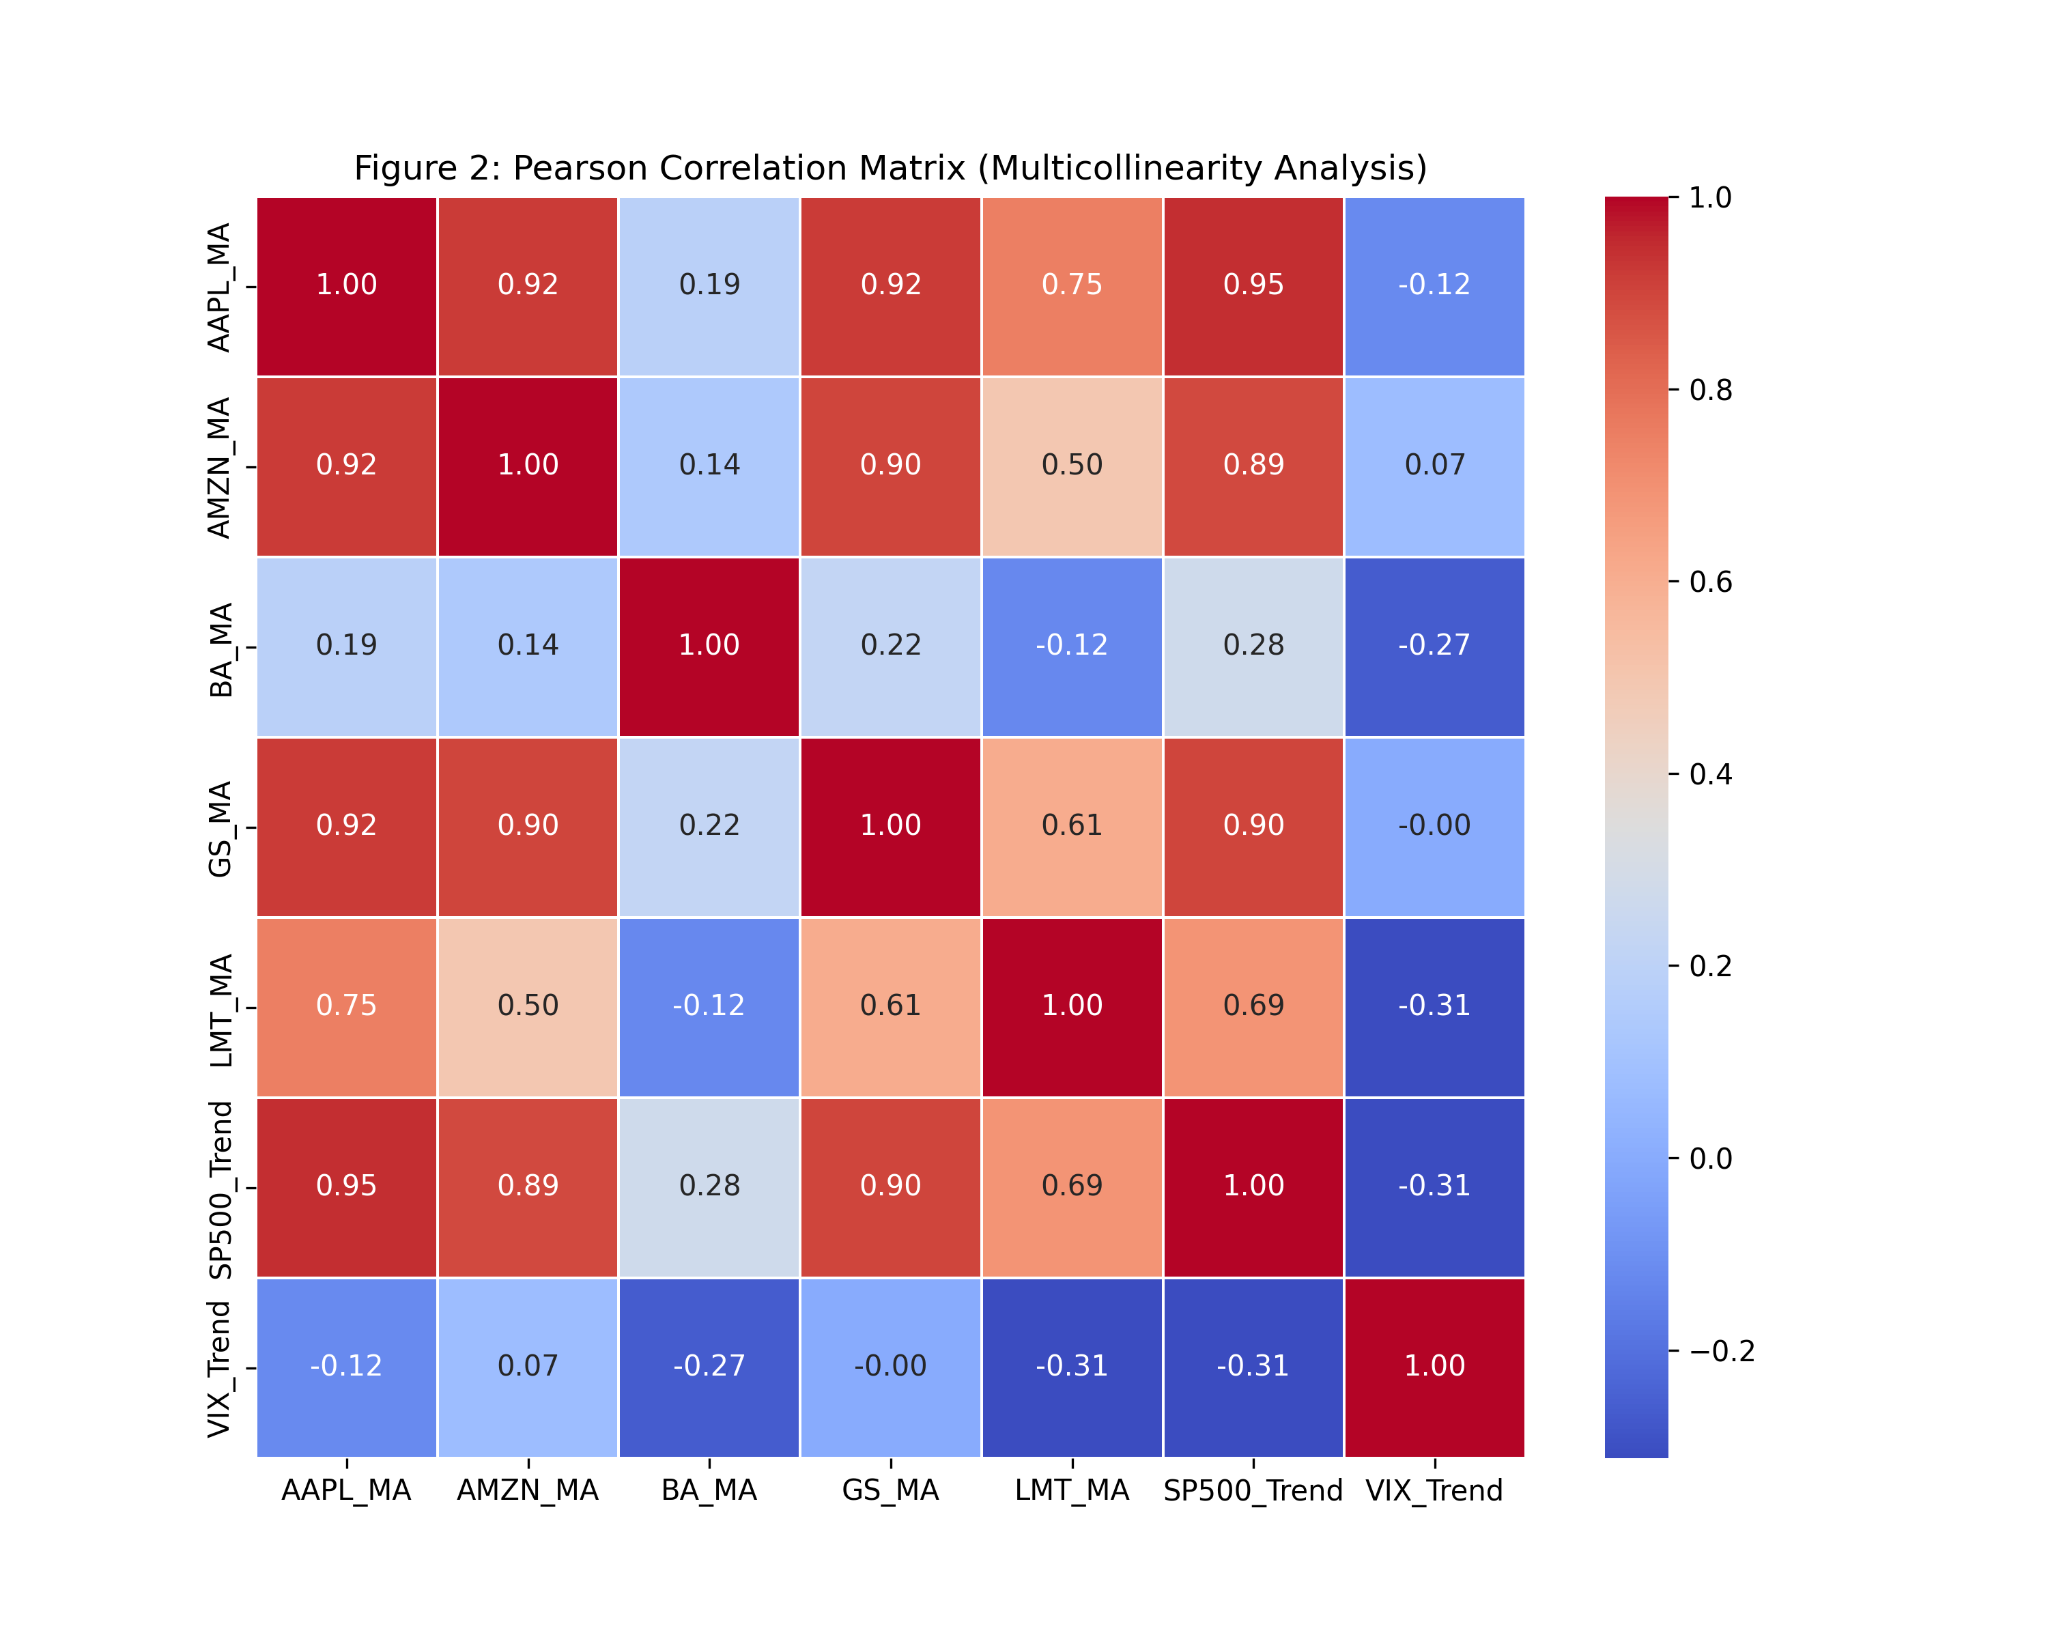 Figure 2: Pearson Correlation Matrix (Multicollinearity Analysis)
AAPL_MA 1.00 0.92 0.19 0.92 0.75 0.95 -0.12
AMZN_MA 0.92 1.00 0.14 0.90 0.50 0.89 0.07
BA_MA 0.19 0.14 1.00 0.22 -0.12 0.28 -0.27
GS_MA 0.92 0.90 0.22 1.00 0.61 0.90 -0.00
LMT_MA 0.75 0.50 -0.12 0.61 1.00 0.69 -0.31
SP500_Trend 0.95 0.89 0.28 0.90 0.69 1.00 -0.31
VIX_Trend -0.12 0.07 -0.27 -0.00 -0.31 -0.31 1.00
AAPL_MA AMZN_MA BA_MA GS_MA LMT_MA SP500_Trend VIX_Trend
1.0
0.8
0.6
0.4
0.2
0.0
−0.2